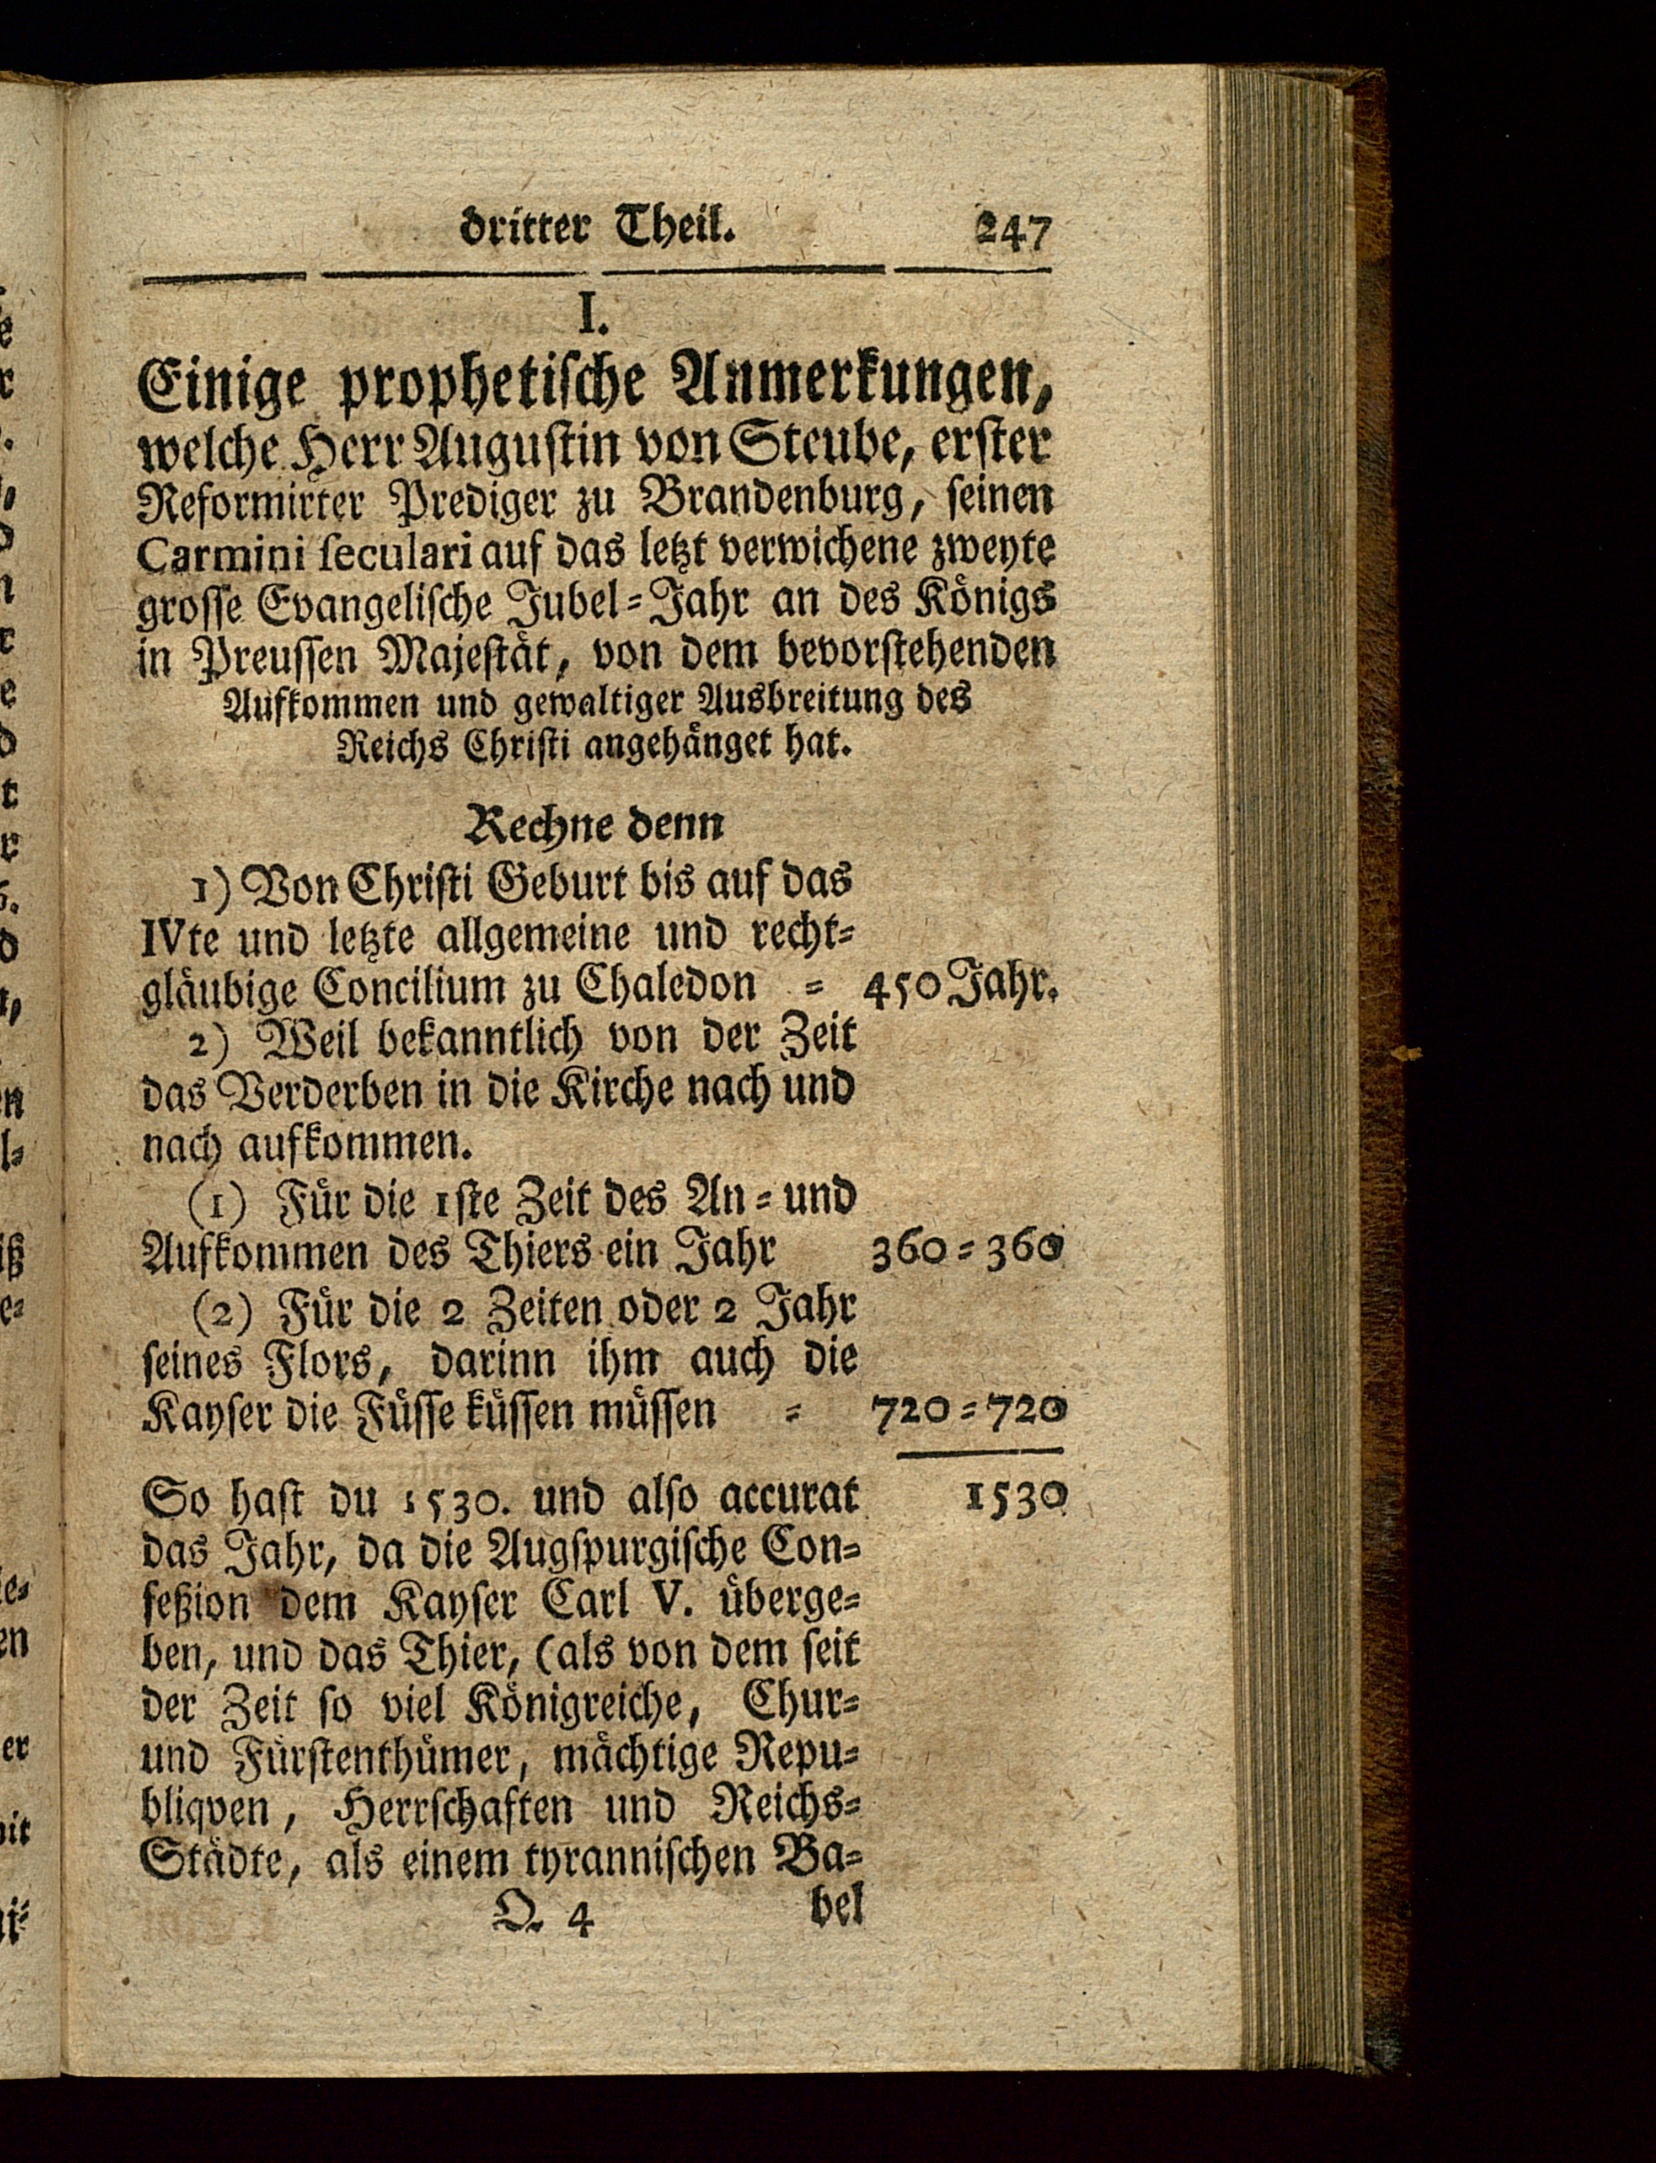 dritter Theil. 247
I.
Einige prophetische Anmerkungen,
welche Herr Augustin von Steube, erster
Reformirter Prediger zu Brandenburg, seinen
Carmini seculari auf das letzt verwichene zweyte
grosse Evangelische Jubel-Jahr an des Königs
in Preussen Majestät, von dem bevorstehenden
Aufkommen und gewaltiger Ausbreitung des
Reichs Christi angehänget hat.
Rechne denn
1) Von Christi Geburt bis auf das
IVte und letzte allgemeine und recht-
gläubige Concilium zu Chaledon = 450 Jahr.
2) Weil bekanntlich von der Zeit
das Verderben in die Kirche nach und
nach aufkommen.
(1) Für die 1ste Zeit des An- und
Aufkommen des Thiers ein Jahr 360 = 360
(2) Für die 2 Zeiten oder 2 Jahr
seines Flors, darinn ihm auch die
Kayser die Füsse küssen müssen = 720 = 720
So hast du 1530. und also accurat 1530
das Jahr, da die Augspurgische Con-
feßion dem Kayser Carl V. überge-
ben, und das Thier, (als von dem seit
der Zeit so viel Königreiche, Chur-
und Fürstenthümer, mächtige Repu-
bliqven, Herrschaften und Reichs-
Städte, als einem tyrannischen Ba-
Q. 4 bel